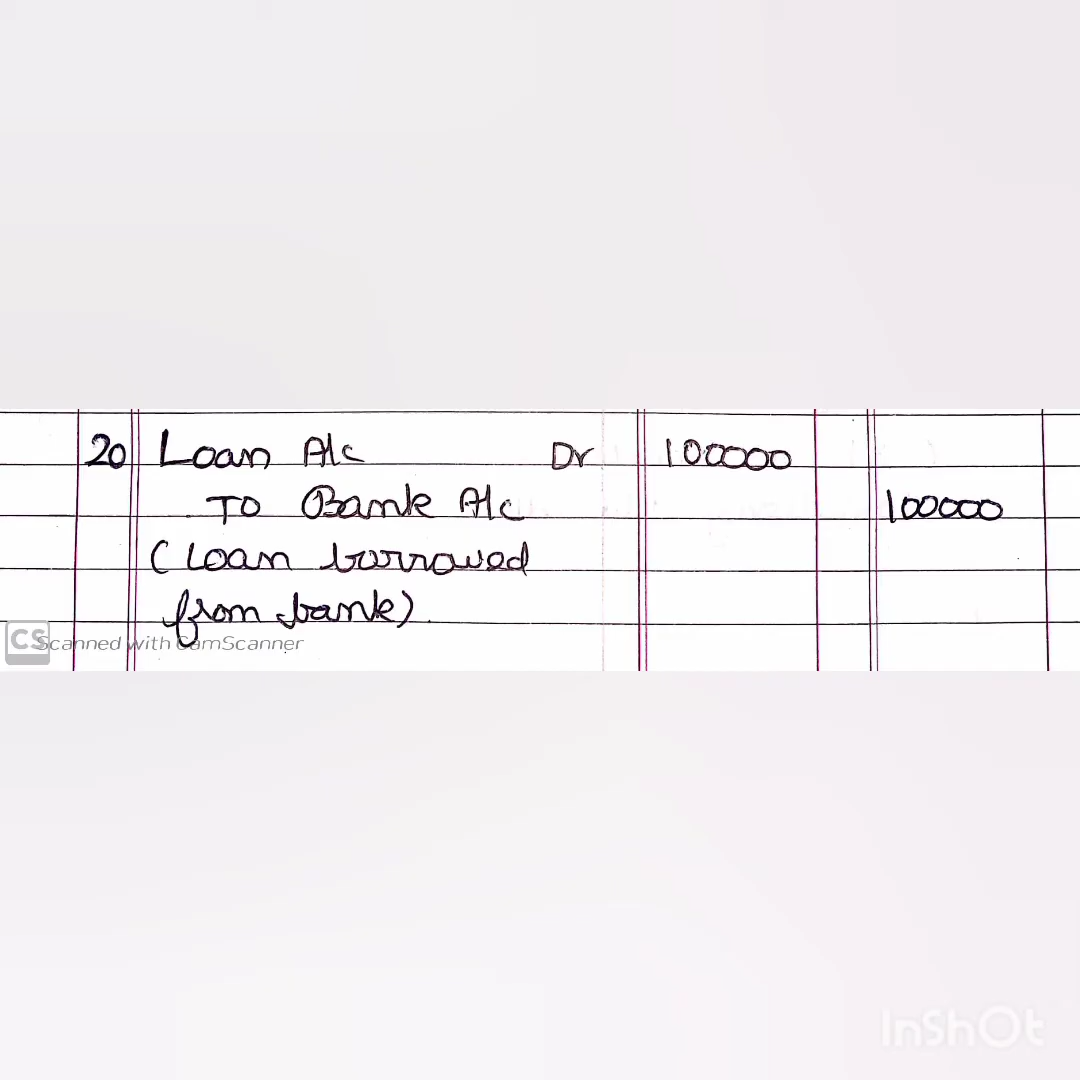 20 Loan A/c Dr 100000
To Bank A/c 100000
(Loan borrowed
from bank).
CS Scanned with CamScanner
InShOt